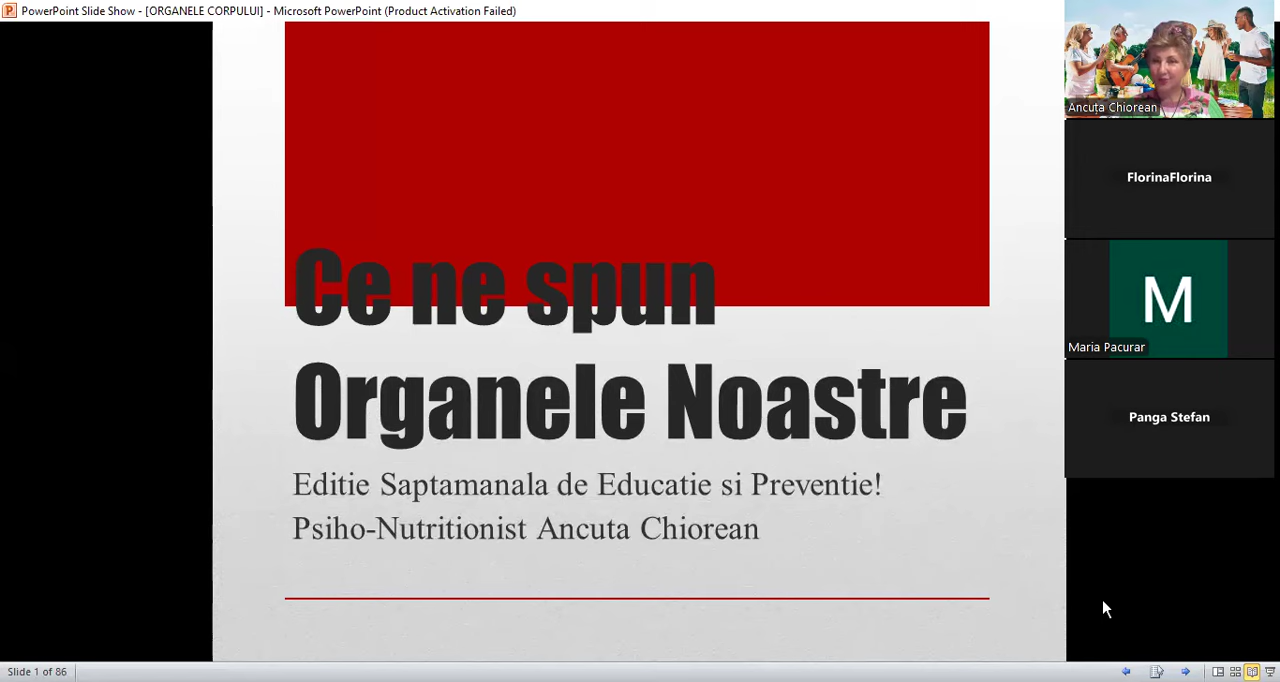 PowerPoint Slide Show - [ORGANELE CORPULUI] - Microsoft PowerPoint (Product Activation Failed)
Ce ne spun
Organele Noastre
Editie Saptamanala de Educatie si Preventie!
Psiho-Nutritionist Ancuta Chiorean
Ancuța Chiorean
FlorinaFlorina
M
Maria Pacurar
Panga Stefan
Slide 1 of 86